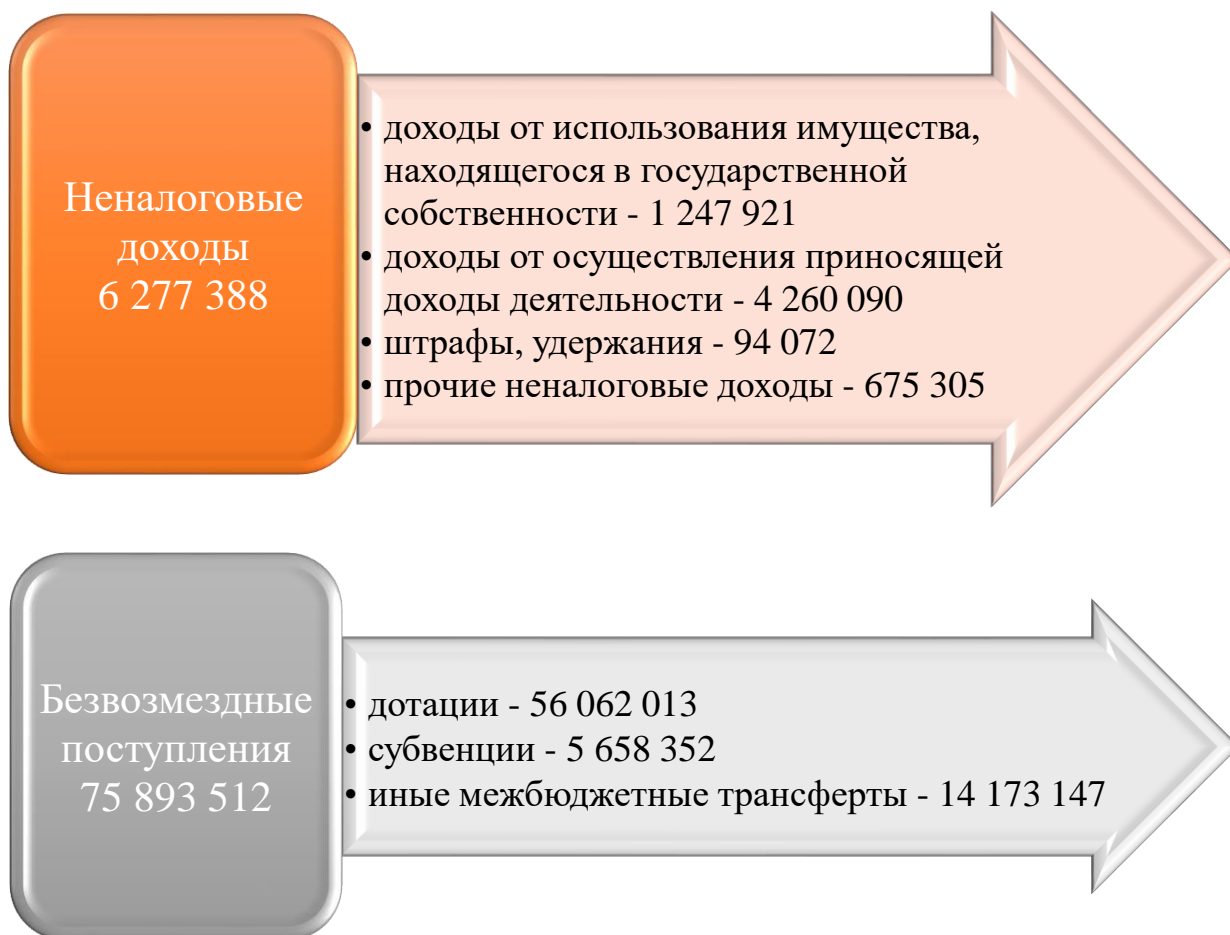 Неналоговые
доходы
6 277 388
• доходы от использования имущества,
находящегося в государственной
собственности - 1 247 921
• доходы от осуществления приносящей
доходы деятельности - 4 260 090
• штрафы, удержания - 94 072
• прочие неналоговые доходы - 675 305
Безвозмездные
поступления
75 893 512
• дотации - 56 062 013
• субвенции - 5 658 352
• иные межбюджетные трансферты - 14 173 147